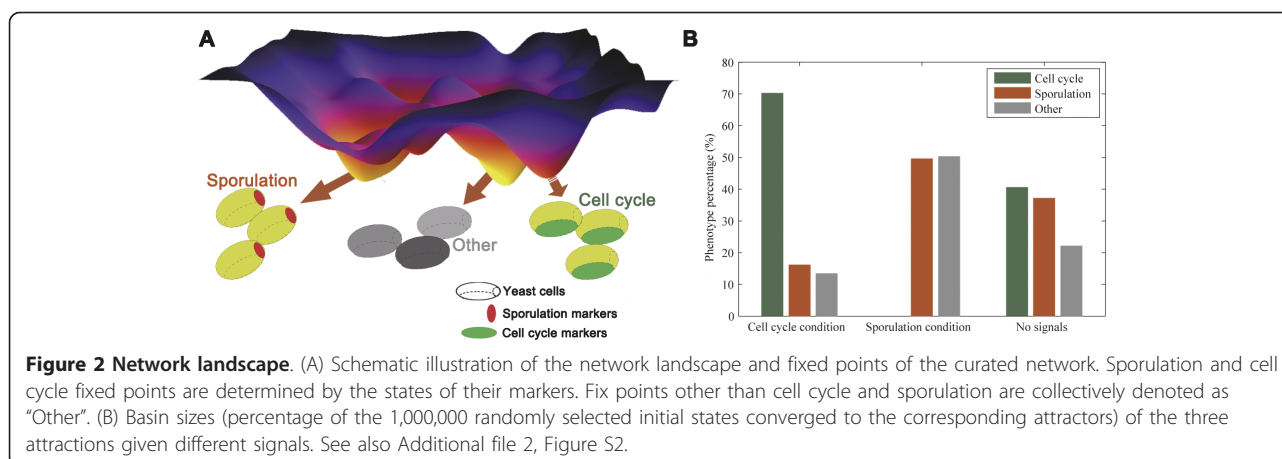 A
Sporulation
Other
Cell cycle
Yeast cells
Sporulation markers
Cell cycle markers
B
Phenotype percentage (%)
80
70
60
50
40
30
20
10
0
Cell cycle
Sporulation
Other
Cell cycle condition
Sporulation condition
No signals
Figure 2 Network landscape. (A) Schematic illustration of the network landscape and fixed points of the curated network. Sporulation and cell
cycle fixed points are determined by the states of their markers. Fix points other than cell cycle and sporulation are collectively denoted as
“Other”. (B) Basin sizes (percentage of the 1,000,000 randomly selected initial states converged to the corresponding attractors) of the three
attractions given different signals. See also Additional file 2, Figure S2.